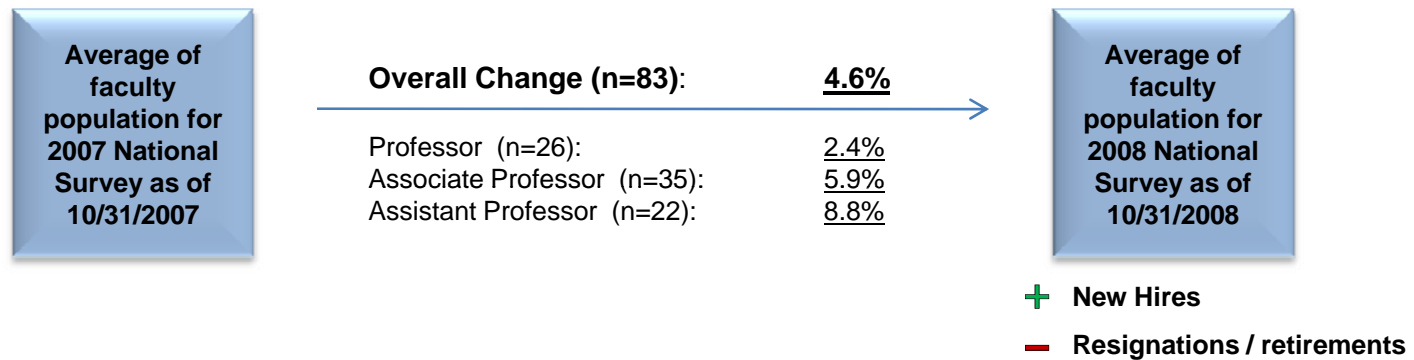 Average of
faculty
population for
2007 National
Survey as of
10/31/2007
Overall Change (n=83): 4.6%
Professor (n=26): 2.4%
Associate Professor (n=35): 5.9%
Assistant Professor (n=22): 8.8%
Average of
faculty
population for
2008 National
Survey as of
10/31/2008
+ New Hires
− Resignations / retirements